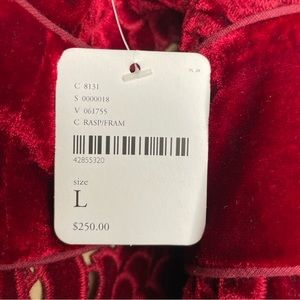 C 8131
S 0000018
V 061755
C RASP/FRAM
42855320
size
L
$250.00